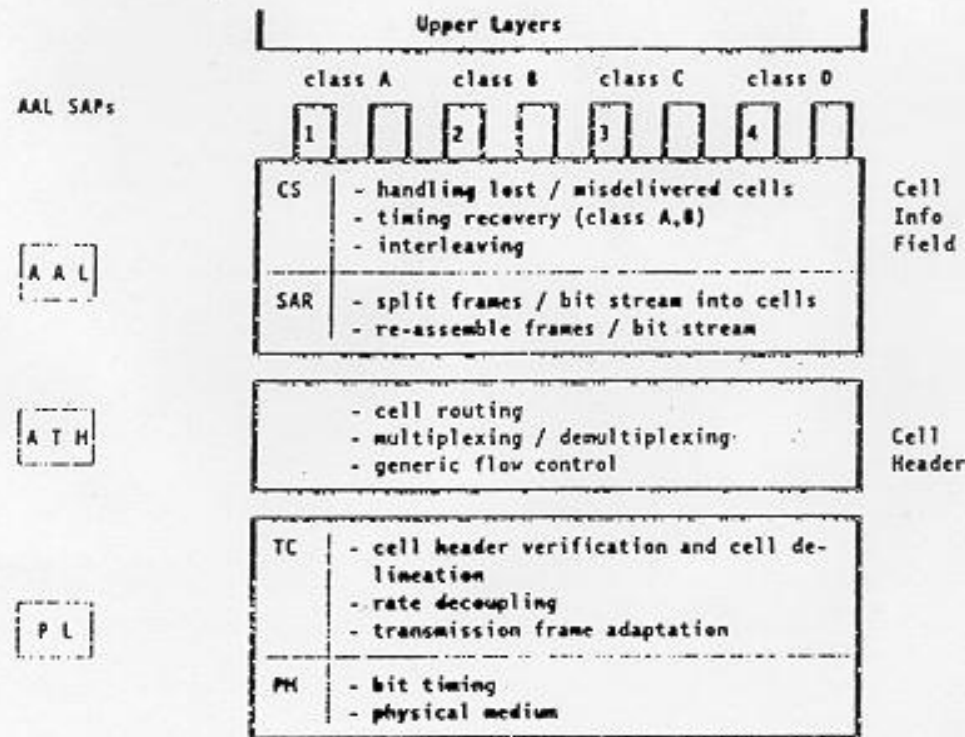 Upper Layers
class A class B class C class D
AAL SAPs
1 2 3 4
CS - handling lost / misdelivered cells
- timing recovery (class A,B)
- interleaving
Cell
Info
Field
A A L
SAR - split frames / bit stream into cells
- re-assemble frames / bit stream
A T M
- cell routing
- multiplexing / demultiplexing
- generic flow control
Cell
Header
P L
TC - cell header verification and cell de-
lineation
- rate decoupling
- transmission frame adaptation
PM - bit timing
- physical medium